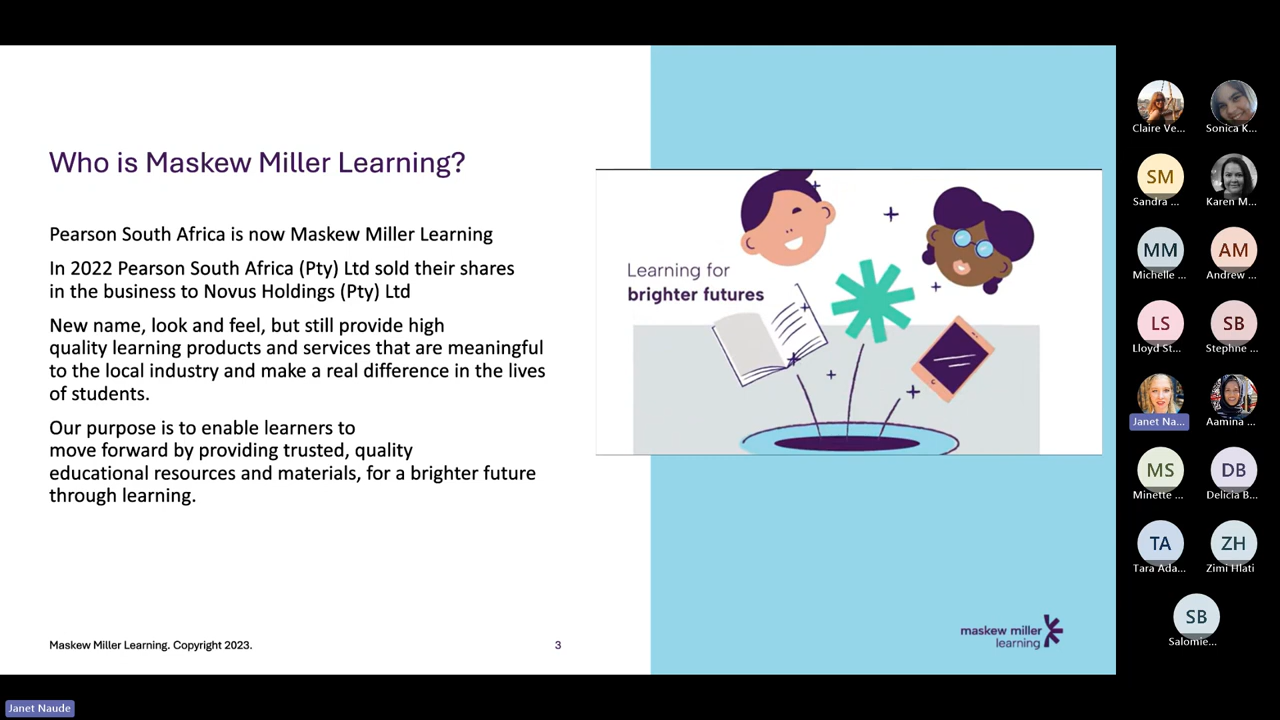 Who is Maskew Miller Learning?
Pearson South Africa is now Maskew Miller Learning
In 2022 Pearson South Africa (Pty) Ltd sold their shares
in the business to Novus Holdings (Pty) Ltd
New name, look and feel, but still provide high
quality learning products and services that are meaningful
to the local industry and make a real difference in the lives
of students.
Our purpose is to enable learners to
move forward by providing trusted, quality
educational resources and materials, for a brighter future
through learning.
Learning for
brighter futures
Maskew Miller Learning. Copyright 2023.
3
maskew miller
learning
Claire Ve...
Sonica K...
SM
Sandra ...
Karen M...
MM
Michelle ...
AM
Andrew ...
LS
Lloyd St...
SB
Stephne ...
Janet Na...
Aamina ...
MS
Minette ...
DB
Delicia B...
TA
Tara Ada...
ZH
Zimi Hlati
SB
Salomie...
Janet Naude